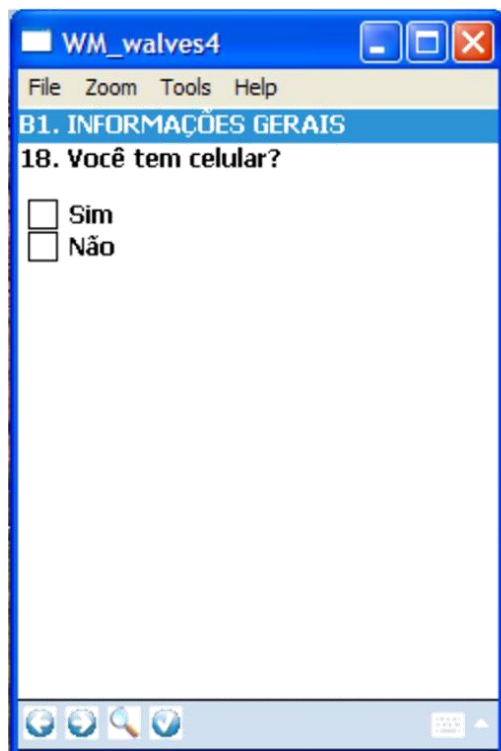 WM_walves4
File Zoom Tools Help
B1. INFORMAÇÕES GERAIS
18. Você tem celular?
Sim
Não